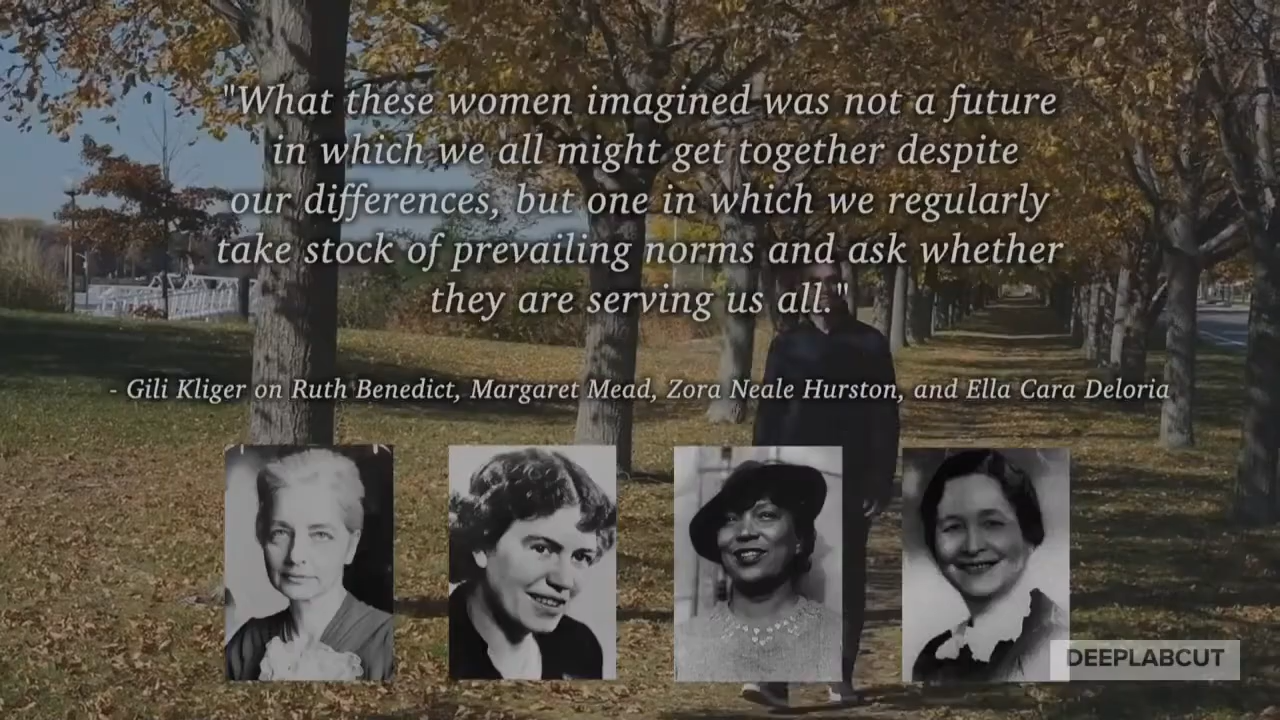 "What these women imagined was not a future
in which we all might get together despite
our differences, but one in which we regularly
take stock of prevailing norms and ask whether
they are serving us all."
- Gili Kliger on Ruth Benedict, Margaret Mead, Zora Neale Hurston, and Ella Cara Deloria
DEEPLABCUT